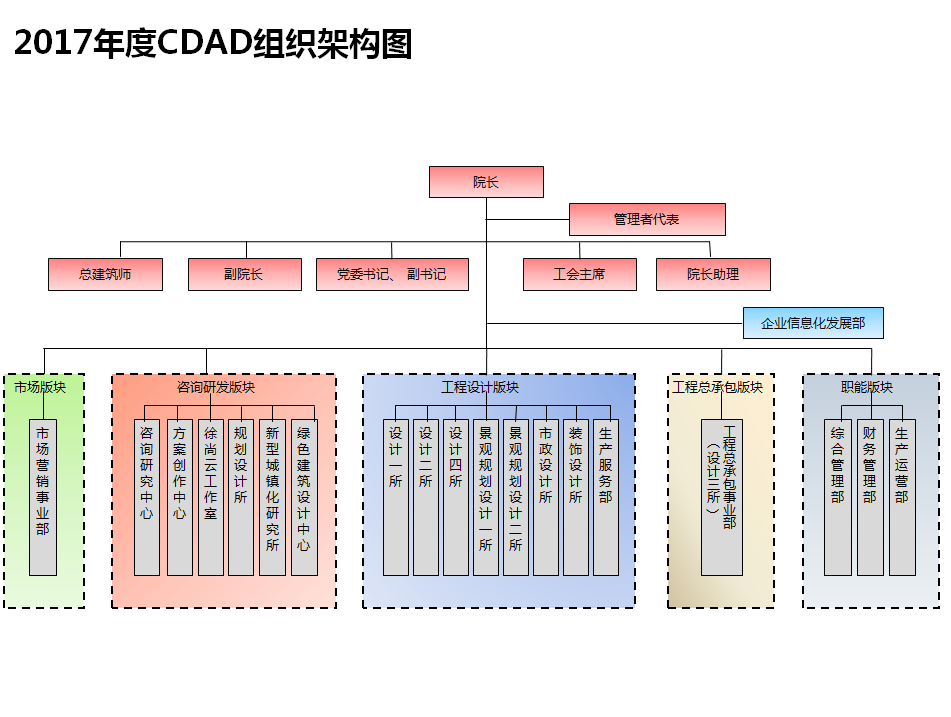 2017年度CDAD组织架构图
院长
管理者代表
总建筑师
副院长
党委书记、 副书记
工会主席
院长助理
企业信息化发展部
市场版块
咨询研发版块
工程设计版块
工程总承包版块
职能版块
市场营销事业部
咨询研究中心
方案创作中心
徐尚云工作室
规划设计所
新型城镇化研究所
绿色建筑设计中心
设计一所
设计二所
设计四所
景观规划设计一所
景观规划设计二所
市政设计所
装饰设计所
生产服务部
工程总承包事业部
（设计三所）
综合管理部
财务管理部
生产运营部